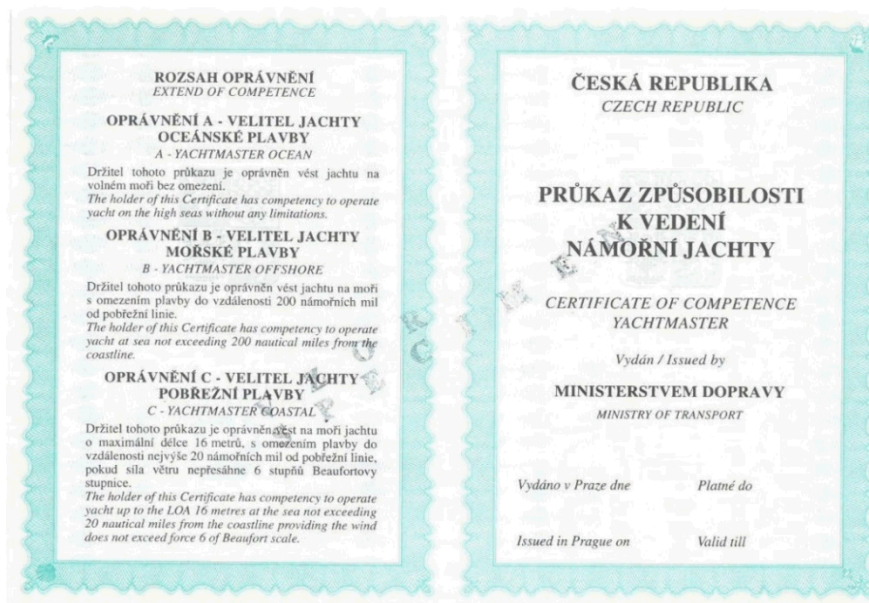 ROZSAH OPRÁVNĚNÍ
EXTEND OF COMPETENCE
OPRÁVNĚNÍ A - VELITEL JACHTY
OCEÁNSKÉ PLAVBY
A - YACHTMASTER OCEAN
Držitel tohoto průkazu je oprávněn vést jachtu na
volném moři bez omezení.
The holder of this Certificate has competency to operate
yacht on the high seas without any limitations.
OPRÁVNĚNÍ B - VELITEL JACHTY
MOŘSKÉ PLAVBY
B - YACHTMASTER OFFSHORE
Držitel tohoto průkazu je oprávněn vést jachtu na moři
s omezením plavby do vzdálenosti 200 námořních mil
od pobřežní linie.
The holder of this Certificate has competency to operate
yacht at sea not exceeding 200 nautical miles from the
coastline.
OPRÁVNĚNÍ C - VELITEL JACHTY
POBŘEŽNÍ PLAVBY
C - YACHTMASTER COASTAL
Držitel tohoto průkazu je oprávněn vést na moři jachtu
o maximální délce 16 metrů, s omezením plavby do
vzdálenosti nejvýše 20 námořních mil od pobřežní linie,
pokud síla větru nepřesáhne 6 stupňů Beaufortovy
stupnice.
The holder of this Certificate has competency to operate
yacht up to the LOA 16 metres at the sea not exceeding
20 nautical miles from the coastline providing the wind
does not exceed force 6 of Beaufort scale.
ČESKÁ REPUBLIKA
CZECH REPUBLIC
PRŮKAZ ZPŮSOBILOSTI
K VEDENÍ
NÁMOŘNÍ JACHTY
CERTIFICATE OF COMPETENCE
YACHTMASTER
Vydán / Issued by
MINISTERSTVEM DOPRAVY
MINISTRY OF TRANSPORT
Vydáno v Praze dne Platné do
Issued in Prague on Valid till
VZOR
SPECIMEN